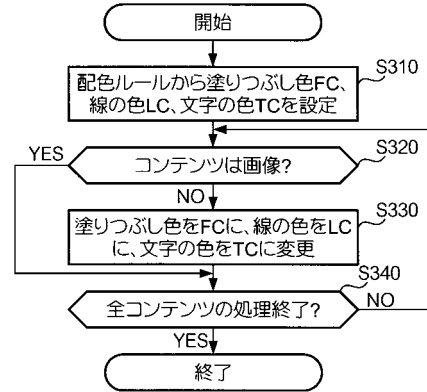 開始
S310
配色ルールから塗りつぶし色FC、
線の色LC、文字の色TCを設定
S320
YES
コンテンツは画像?
NO
S330
塗りつぶし色をFCに、線の色をLC
に、文字の色をTCに変更
S340
全コンテンツの処理終了?
NO
YES
終了